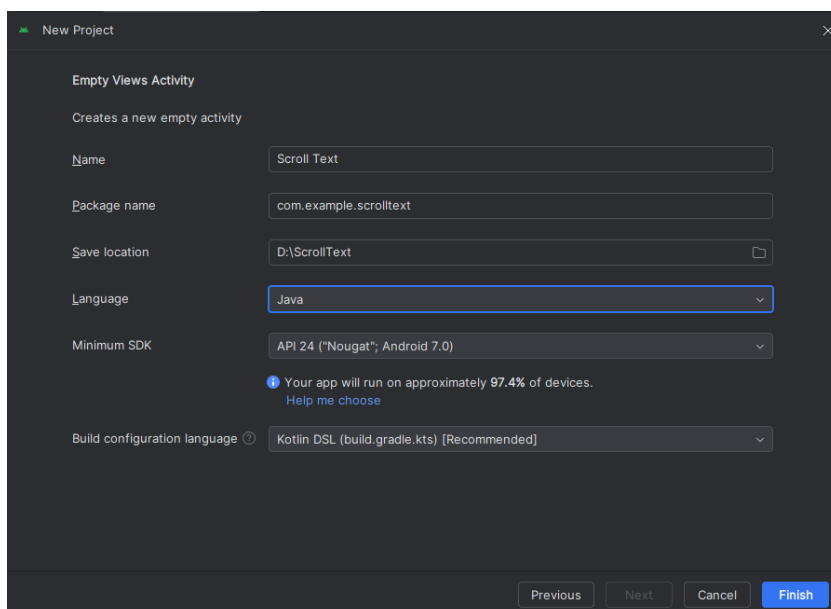 New Project
Empty Views Activity
Creates a new empty activity
Name Scroll Text
Package name com.example.scrolltext
Save location D:\ScrollText
Language Java
Minimum SDK API 24 ("Nougat"; Android 7.0)
Your app will run on approximately 97.4% of devices.
Help me choose
Build configuration language ? Kotlin DSL (build.gradle.kts) [Recommended]
Previous Next Cancel Finish